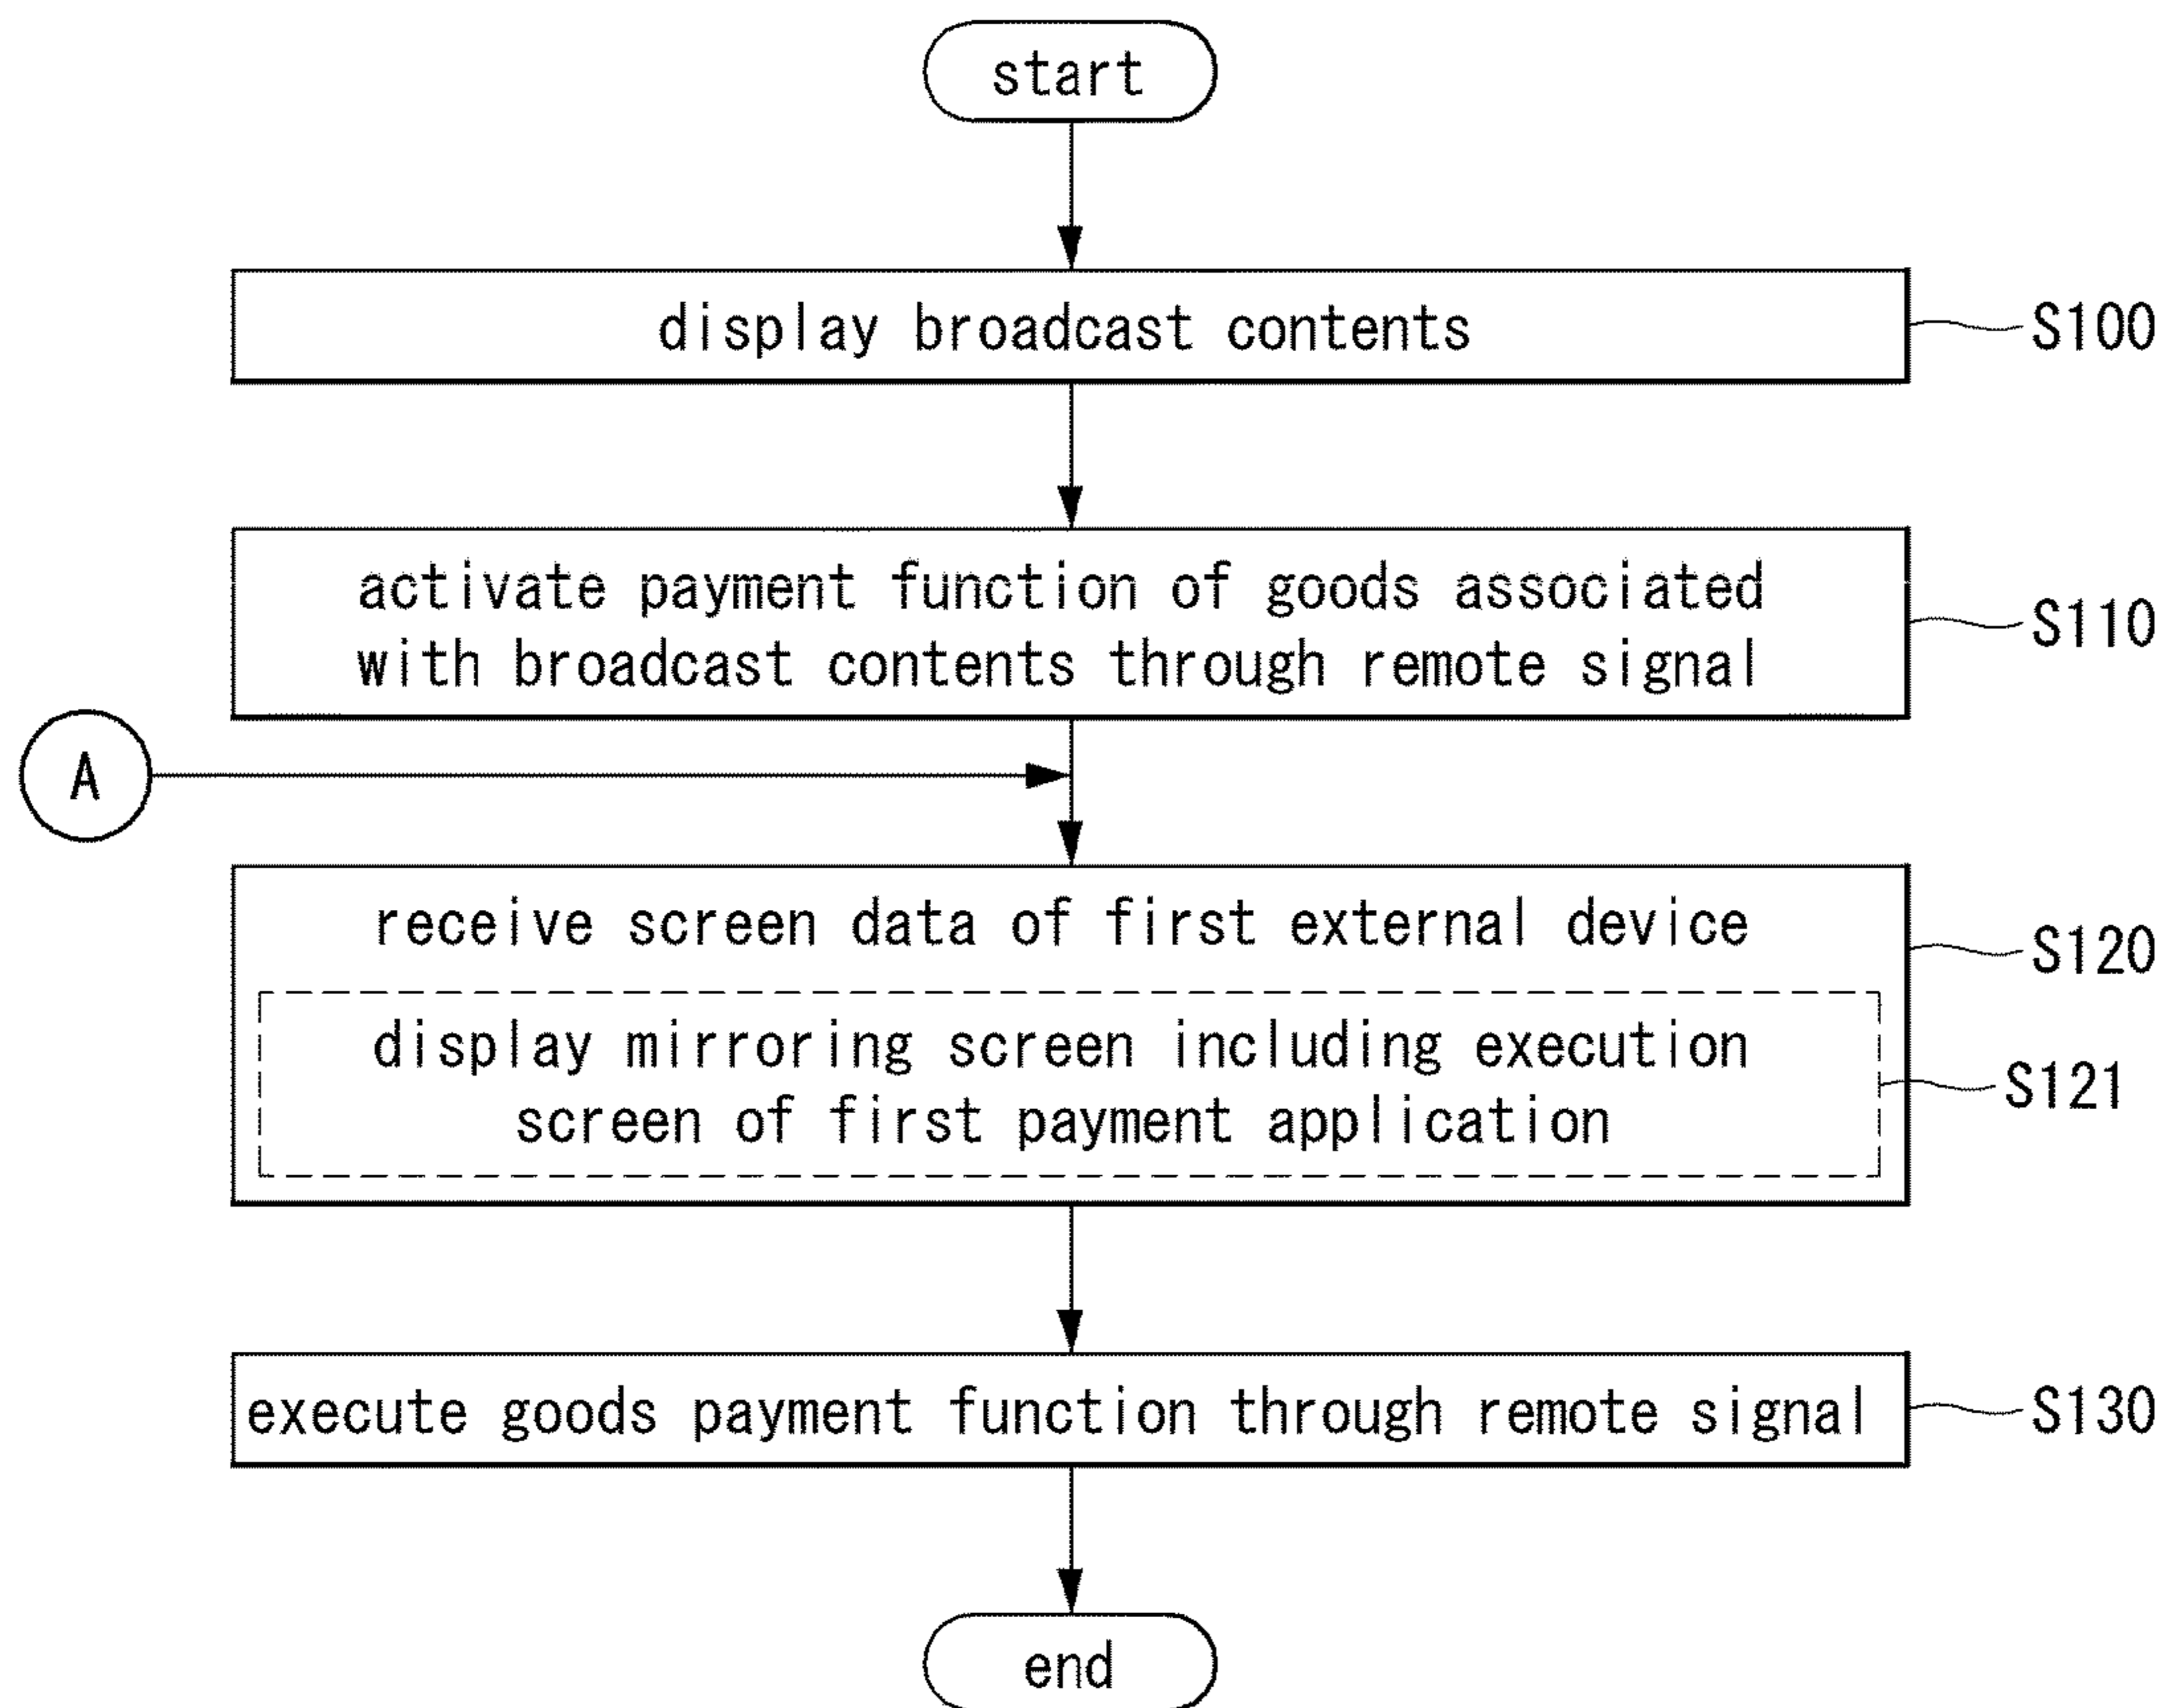 start
display broadcast contents
S100
activate payment function of goods associated
with broadcast contents through remote signal
S110
A
receive screen data of first external device
S120
display mirroring screen including execution
screen of first payment application
S121
execute goods payment function through remote signal
S130
end